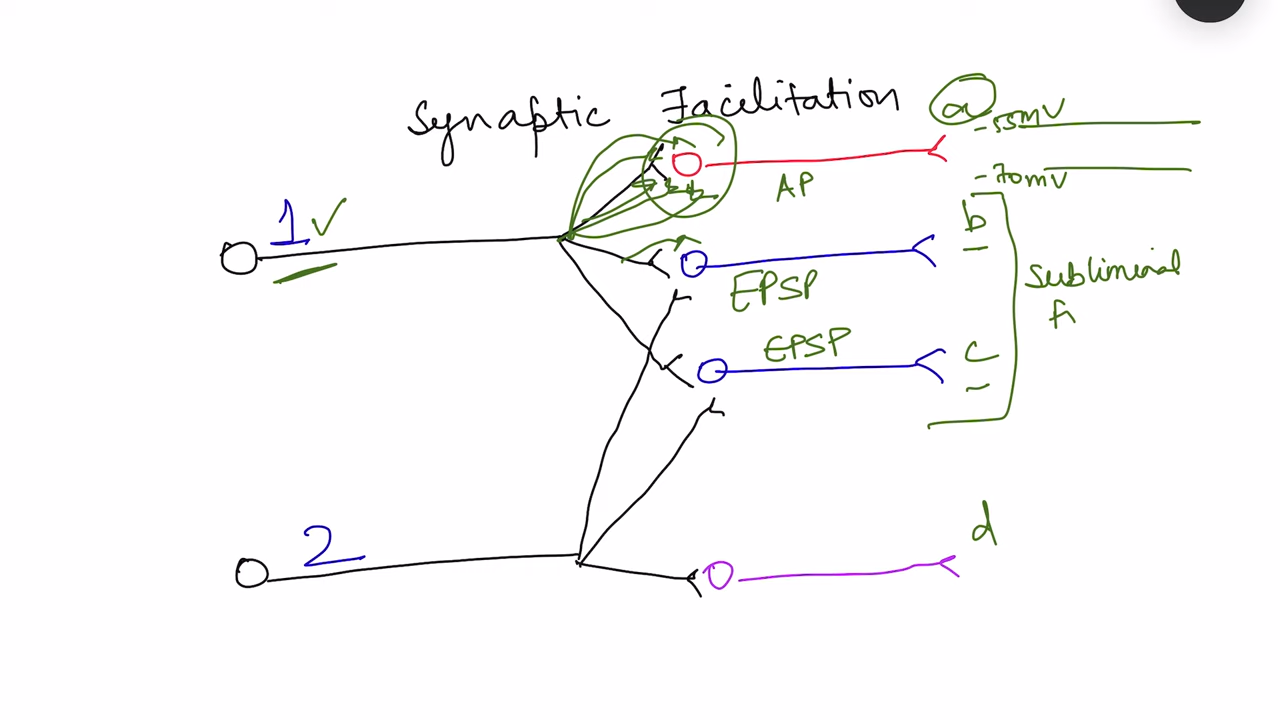 Synaptic Facilitation
a
-55mV
-70mV
AP
1
b
EPSP
Subliminal
EPSP
c
2
d